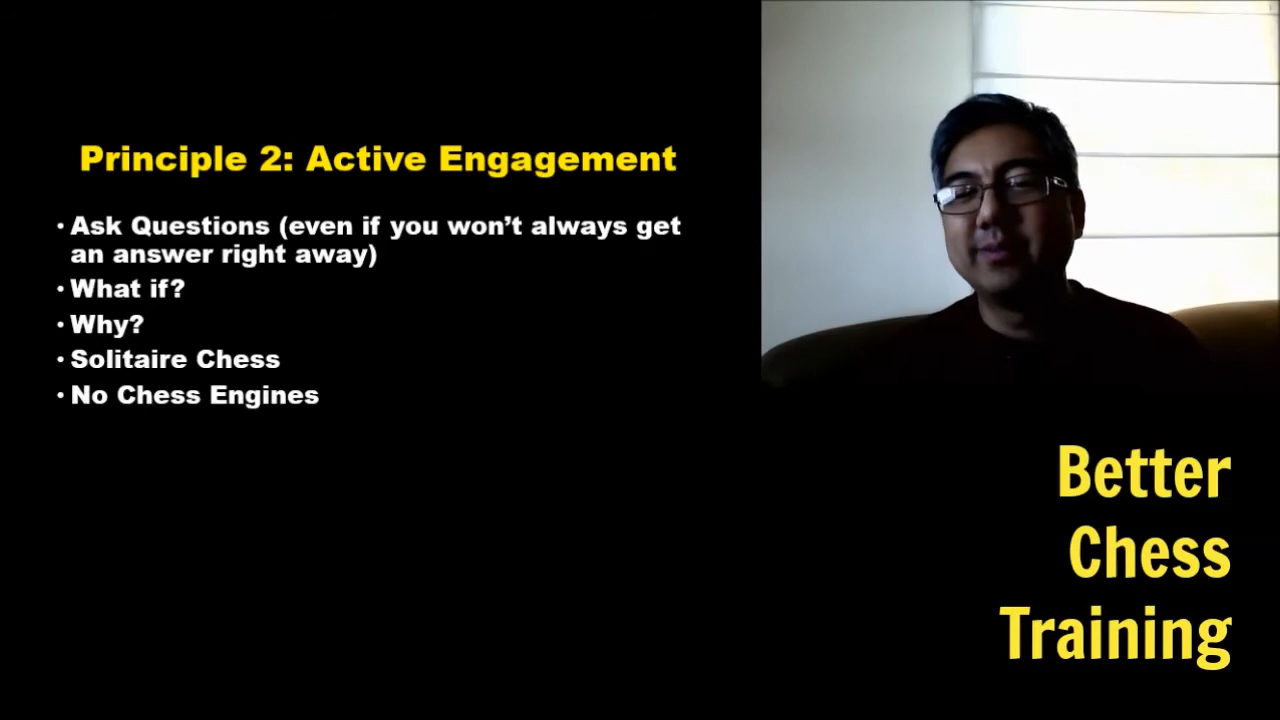 Principle 2: Active Engagement
• Ask Questions (even if you won’t always get
an answer right away)
• What if?
• Why?
• Solitaire Chess
• No Chess Engines
Better
Chess
Training